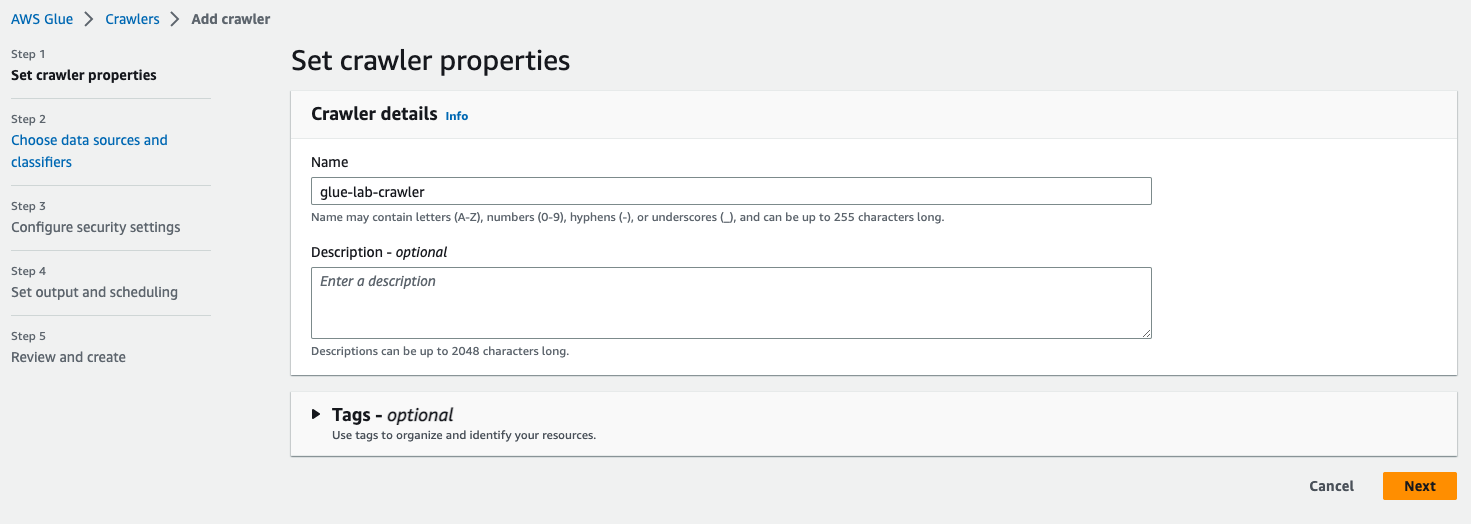 AWS Glue > Crawlers > Add crawler
Step 1
Set crawler properties
Step 2
Choose data sources and
classifiers
Step 3
Configure security settings
Step 4
Set output and scheduling
Step 5
Review and create
Set crawler properties
Crawler details Info
Name
glue-lab-crawler
Name may contain letters (A-Z), numbers (0-9), hyphens (-), or underscores (_), and can be up to 255 characters long.
Description - optional
Enter a description
Descriptions can be up to 2048 characters long.
Tags - optional
Use tags to organize and identify your resources.
Cancel Next